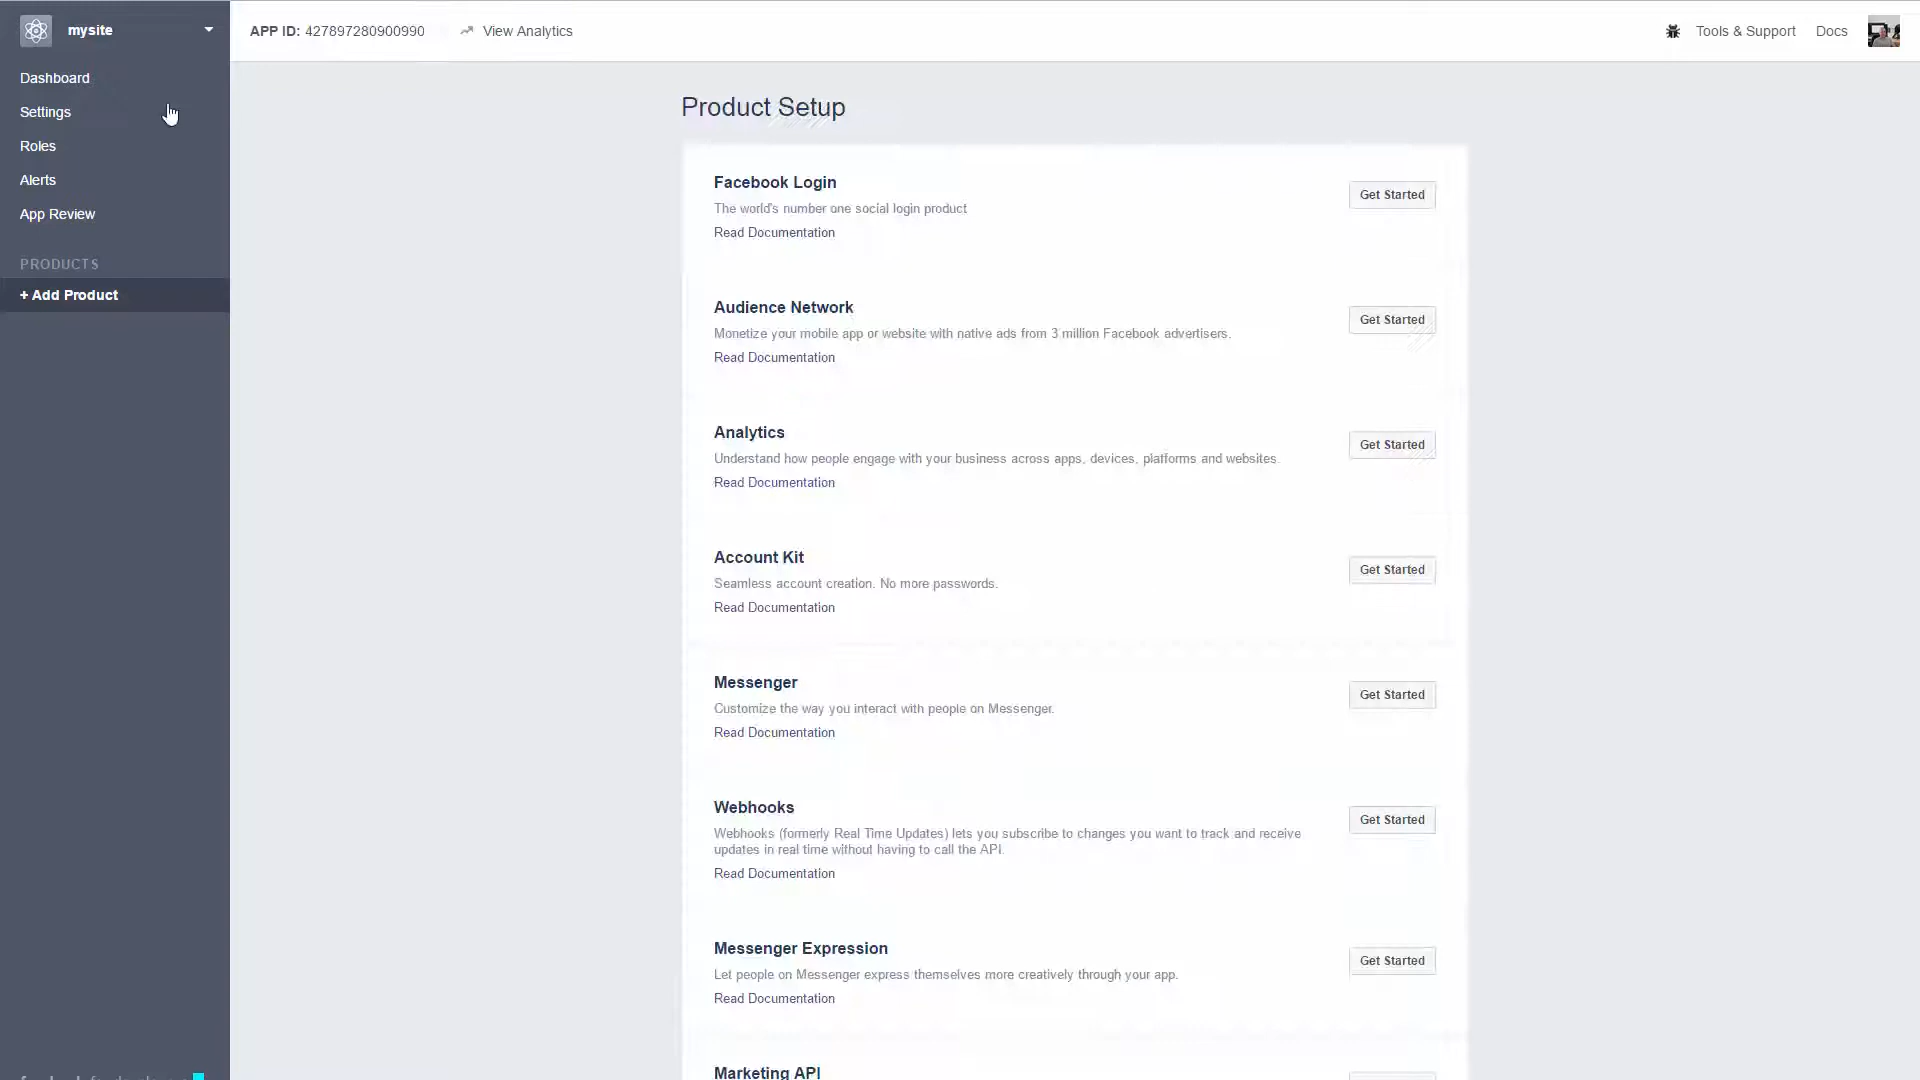 mysite
APP ID: 427897280900990
View Analytics
Tools & Support
Docs
Dashboard
Settings
Roles
Alerts
App Review
PRODUCTS
+ Add Product
Product Setup
Facebook Login
The world's number one social login product
Read Documentation
Get Started
Audience Network
Monetize your mobile app or website with native ads from 3 million Facebook advertisers.
Read Documentation
Get Started
Analytics
Understand how people engage with your business across apps, devices, platforms and websites.
Read Documentation
Get Started
Account Kit
Seamless account creation. No more passwords.
Read Documentation
Get Started
Messenger
Customize the way you interact with people on Messenger.
Read Documentation
Get Started
Webhooks
Webhooks (formerly Real Time Updates) lets you subscribe to changes you want to track and receive
updates in real time without having to call the API.
Read Documentation
Get Started
Messenger Expression
Let people on Messenger express themselves more creatively through your app.
Read Documentation
Get Started
Marketing API